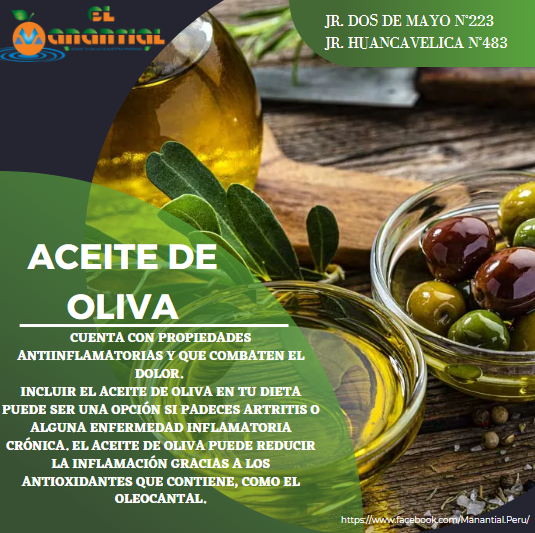 EL
MANANTIAL
JR. DOS DE MAYO N°223
JR. HUANCAVELICA N°483
ACEITE DE
OLIVA
CUENTA CON PROPIEDADES
ANTIINFLAMATORIAS Y QUE COMBATEN EL
DOLOR.
INCLUIR EL ACEITE DE OLIVA EN TU DIETA
PUEDE SER UNA OPCIÓN SI PADECES ARTRITIS O
ALGUNA ENFERMEDAD INFLAMATORIA
CRÓNICA. EL ACEITE DE OLIVA PUEDE REDUCIR
LA INFLAMACIÓN GRACIAS A LOS
ANTIOXIDANTES QUE CONTIENE, COMO EL
OLEOCANTAL.
https://www.facebook.com/Manantial.Peru/